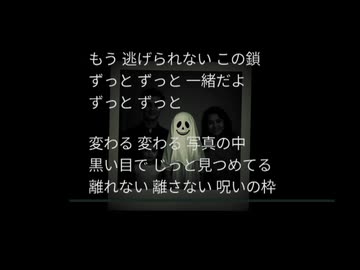 もう 逃げられない この鎖
ずっと ずっと 一緒だよ
ずっと ずっと
変わる 変わる 写真の中
黒い目で じっと見つめてる
離れない 離さない 呪いの枠